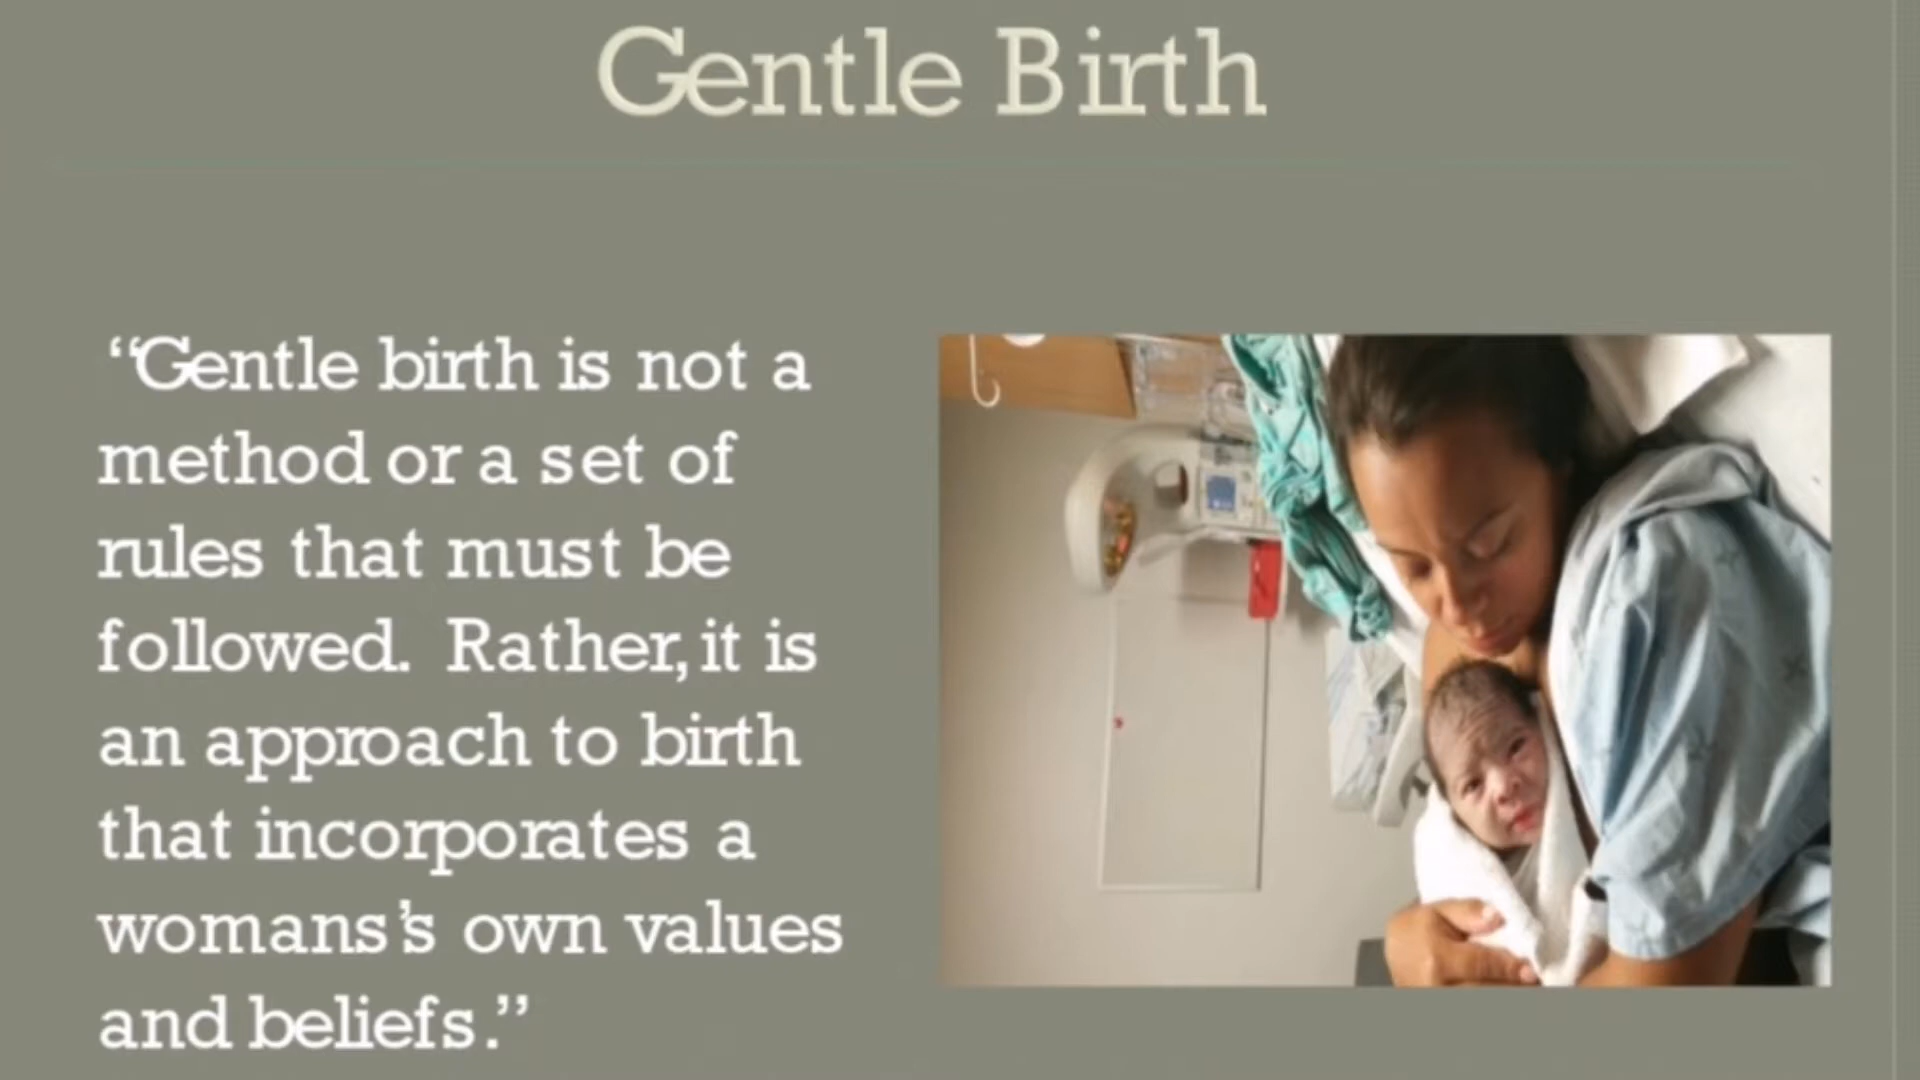 Gentle Birth
“Gentle birth is not a
method or a set of
rules that must be
followed. Rather, it is
an approach to birth
that incorporates a
womans’s own values
and beliefs.”